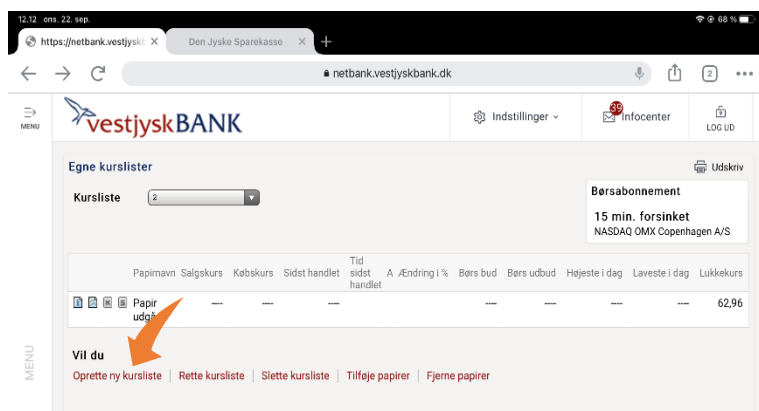 12.12 ons. 22. sep.
68 %
https://netbank.vestjyskb
Den Jyske Sparekasse
netbank.vestjyskbank.dk
2
MENU
vestjyskBANK
Indstillinger
39
Infocenter
LOG UD
Egne kurslister
Udskriv
Kursliste
2
Børsabonnement
15 min. forsinket
NASDAQ OMX Copenhagen A/S
Papirnavn Salgskurs Købskurs Sidst handlet Tid sidst handlet A Ændring i % Børs bud Børs udbud Højeste i dag Laveste i dag Lukkekurs
K S Papir ---- ---- ---- ---- ---- ---- ---- 62,96
MENU
Vil du
Oprette ny kursliste | Rette kursliste | Slette kursliste | Tilføje papirer | Fjerne papirer